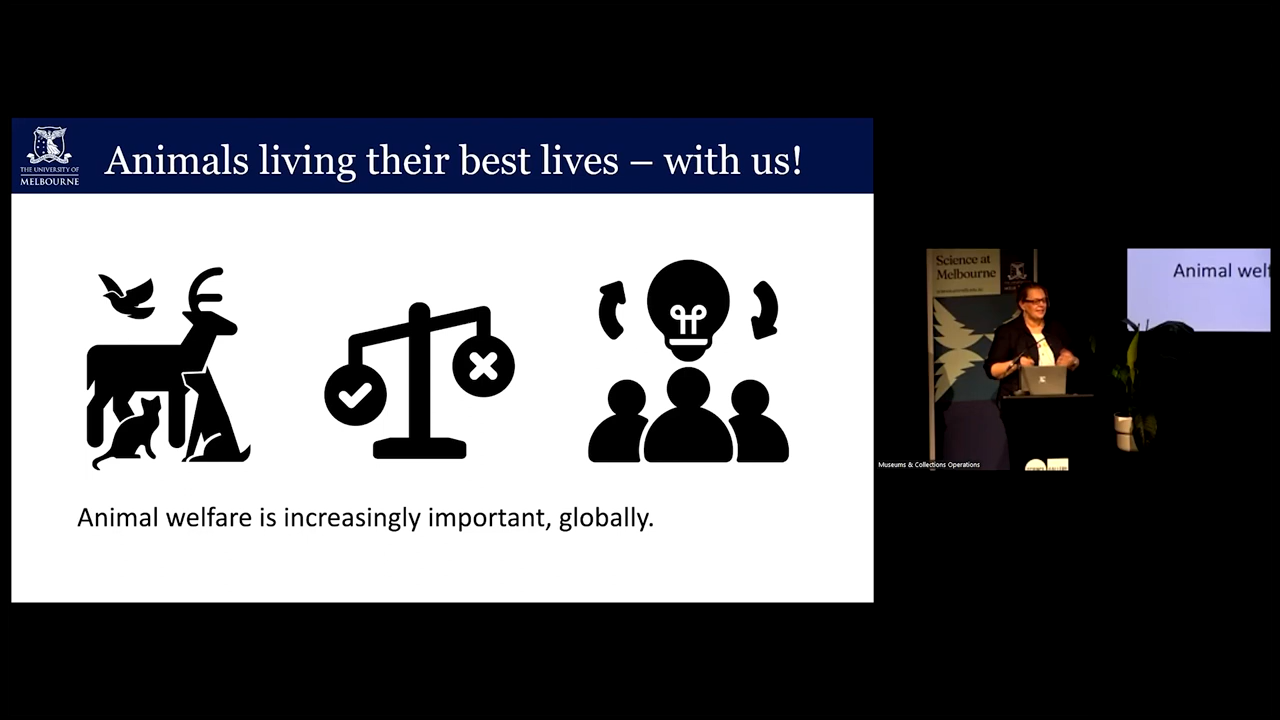 THE UNIVERSITY OF
MELBOURNE
Animals living their best lives – with us!
Animal welfare is increasingly important, globally.
Science at
Melbourne
Animal welf
Museums & Collections Operations